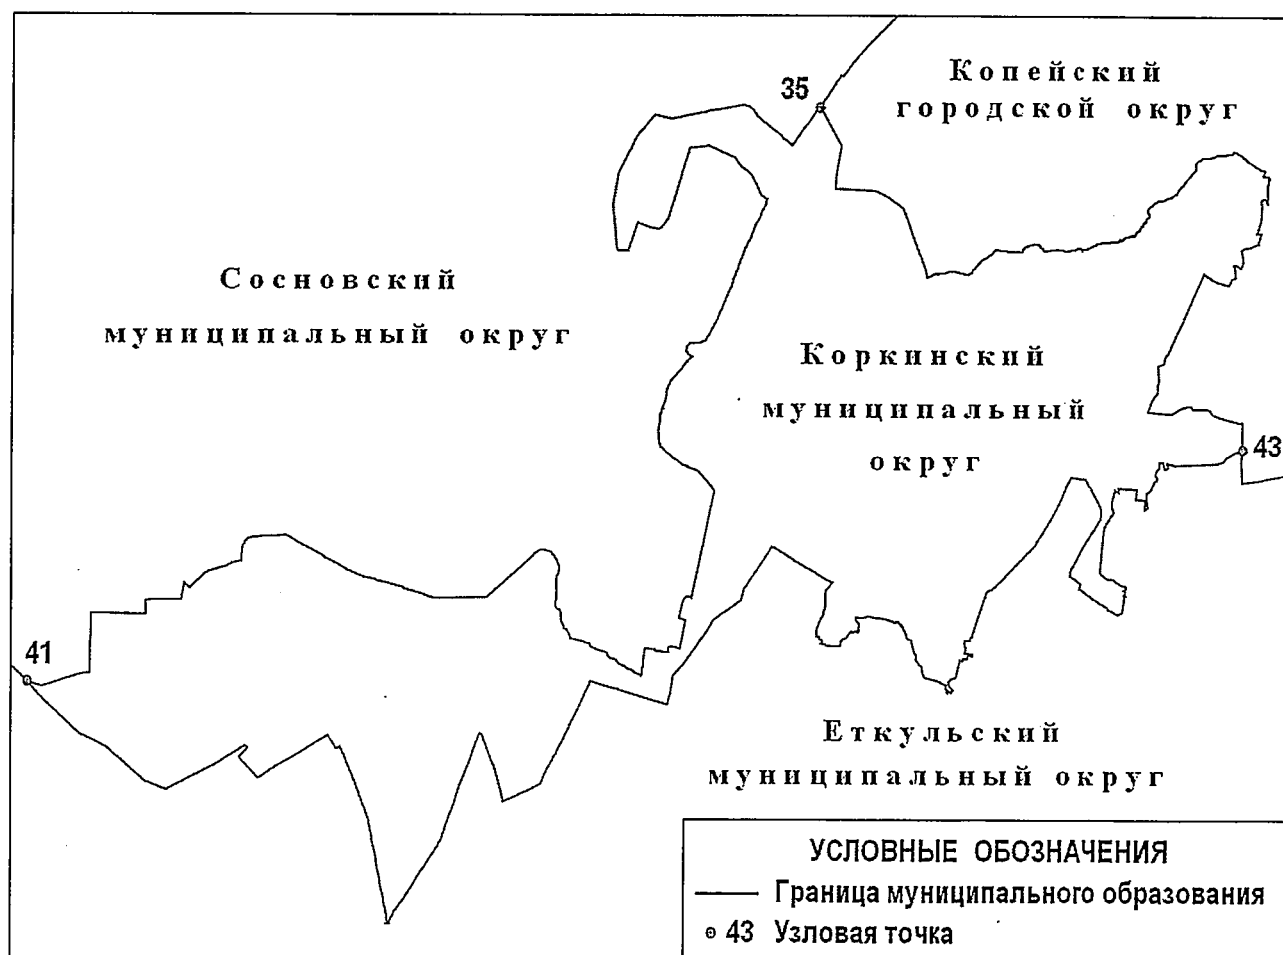 35
Копейский
городской округ
Сосновский
муниципальный округ
Коркинский
муниципальный
округ
43
41
Еткульский
муниципальный округ
УСЛОВНЫЕ ОБОЗНАЧЕНИЯ
Граница муниципального образования
43 Узловая точка